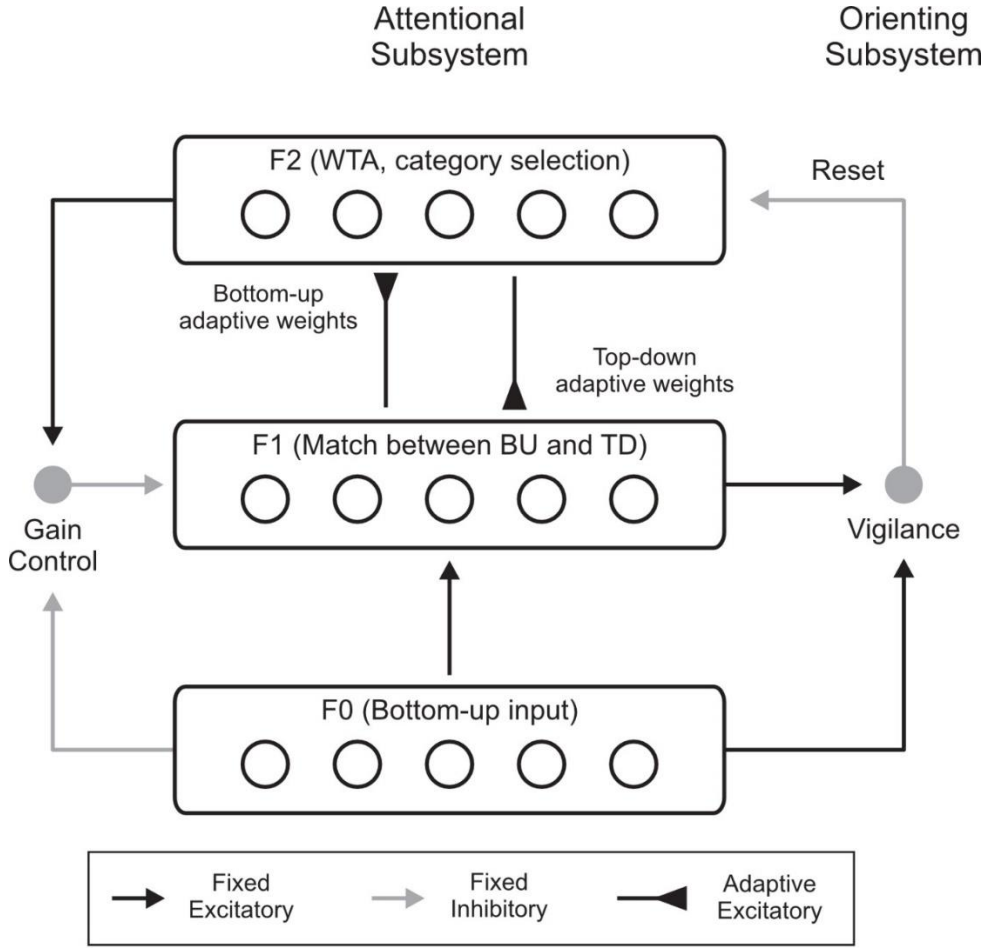 Attentional
Subsystem
Orienting
Subsystem
F2 (WTA, category selection)
Reset
Bottom-up
adaptive weights
Top-down
adaptive weights
F1 (Match between BU and TD)
Gain
Control
Vigilance
F0 (Bottom-up input)
Fixed
Excitatory
Fixed
Inhibitory
Adaptive
Excitatory